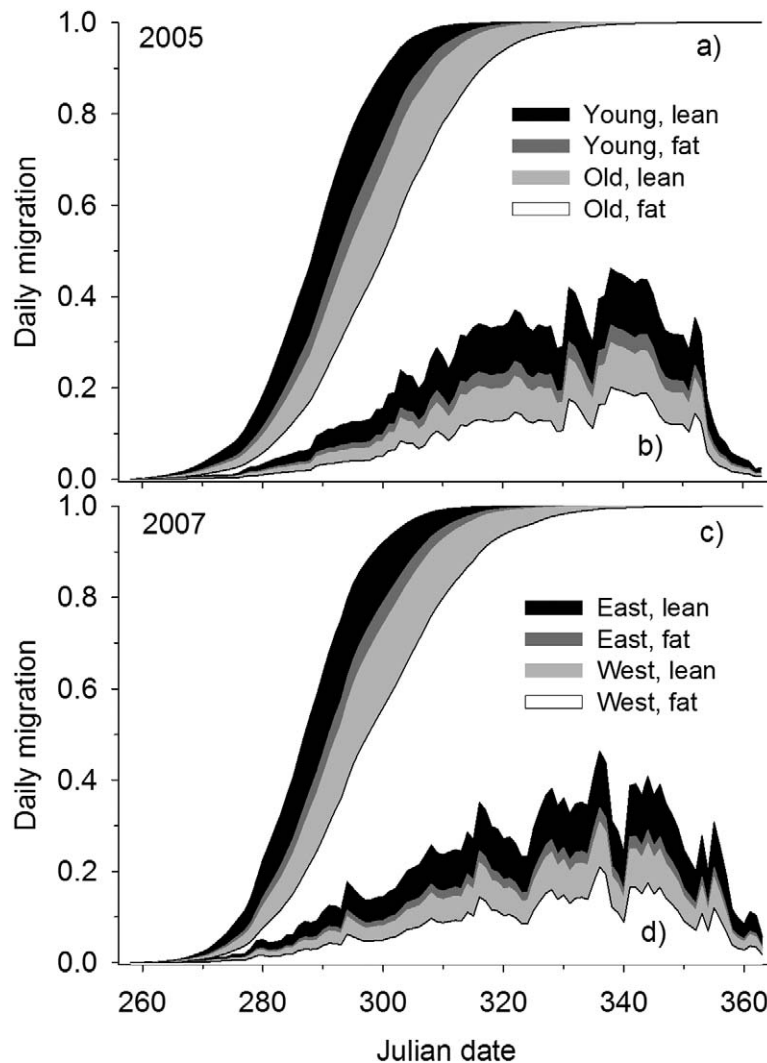 1.0
2005
a)
0.8
Young, lean
Young, fat
Old, lean
Old, fat
0.6
Daily migration
0.4
0.2
b)
0.0
1.0
2007
c)
0.8
East, lean
East, fat
West, lean
West, fat
0.6
Daily migration
0.4
0.2
d)
0.0
260 280 300 320 340 360
Julian date